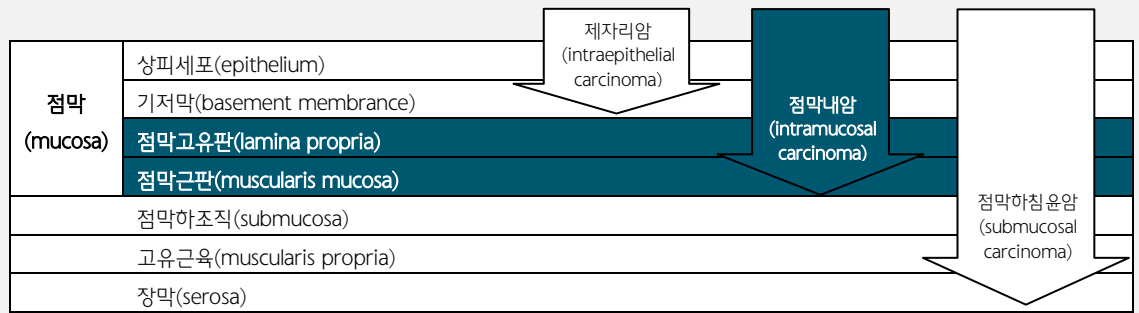 제자리암
(intraepithelial
carcinoma)
점막
(mucosa)
상피세포(epithelium)
기저막(basement membrance)
점막고유판(lamina propria)
점막근판(muscularis mucosa)
점막내암
(intramucosal
carcinoma)
점막하조직(submucosa)
고유근육(muscularis propria)
장막(serosa)
점막하침윤암
(submucosal
carcinoma)